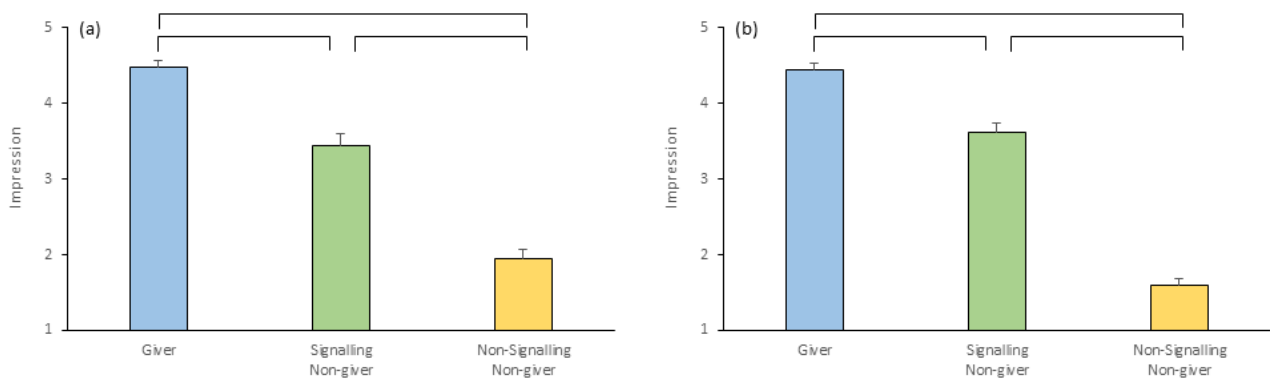 5
(a)
4
3
2
1
Impression
Giver
Signalling
Non-giver
Non-Signalling
Non-giver
5
(b)
4
3
2
1
Impression
Giver
Signalling
Non-giver
Non-Signalling
Non-giver